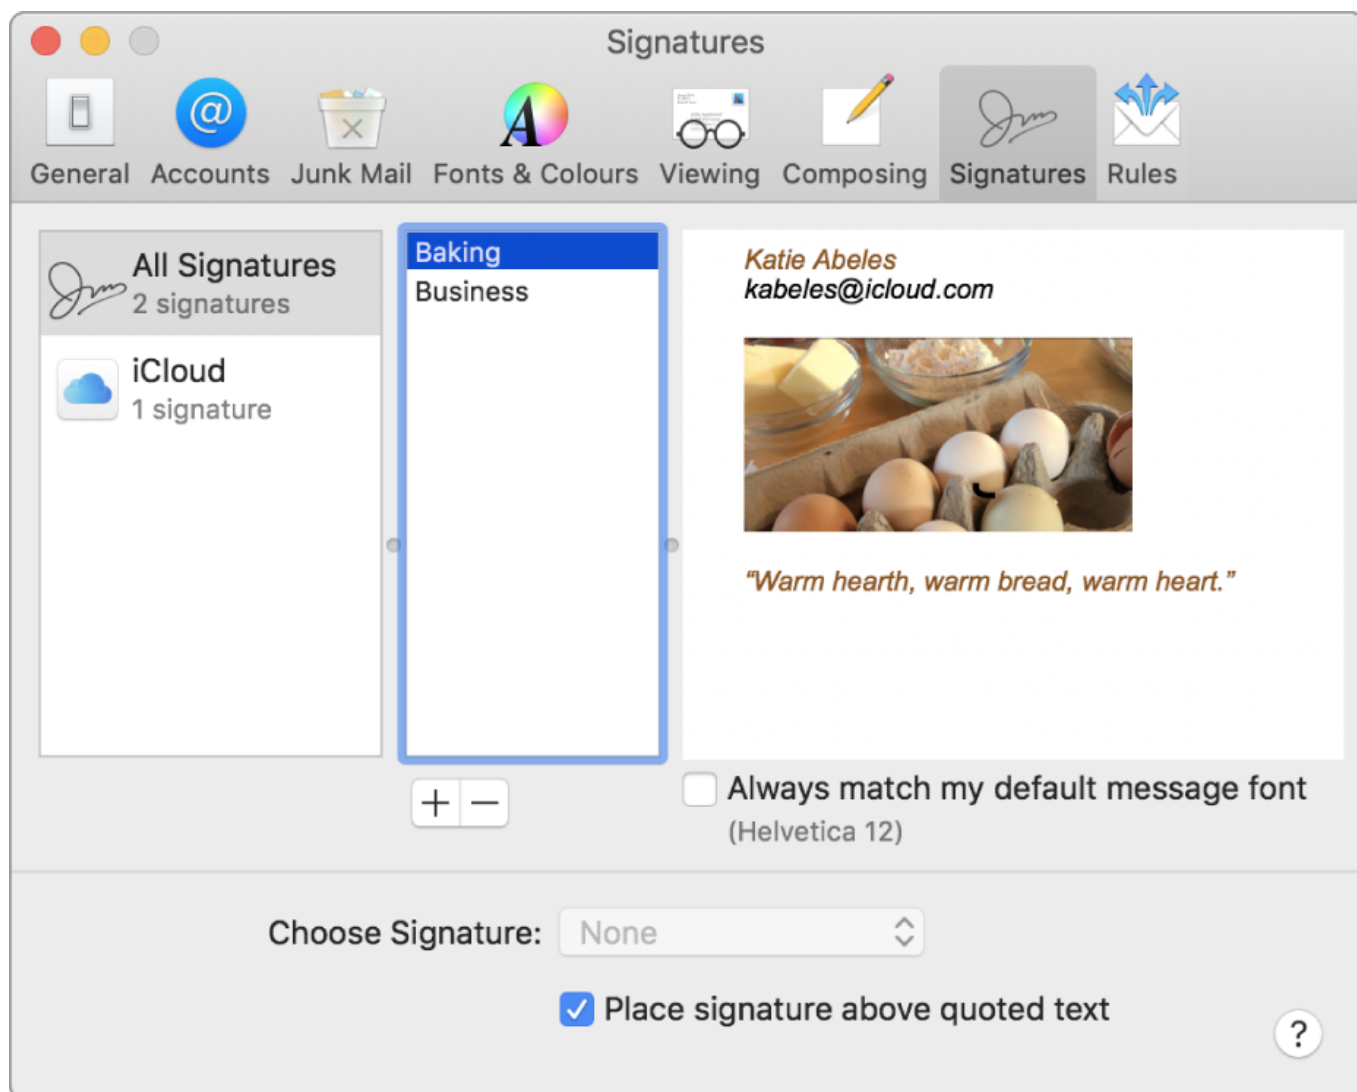 Signatures
General
Accounts
Junk Mail
Fonts & Colours
Viewing
Composing
Signatures
Rules
All Signatures
2 signatures
iCloud
1 signature
Baking
Business
Katie Abeles
kabeles@icloud.com
“Warm hearth, warm bread, warm heart.”
+ −
Always match my default message font
(Helvetica 12)
Choose Signature: None
Place signature above quoted text
?